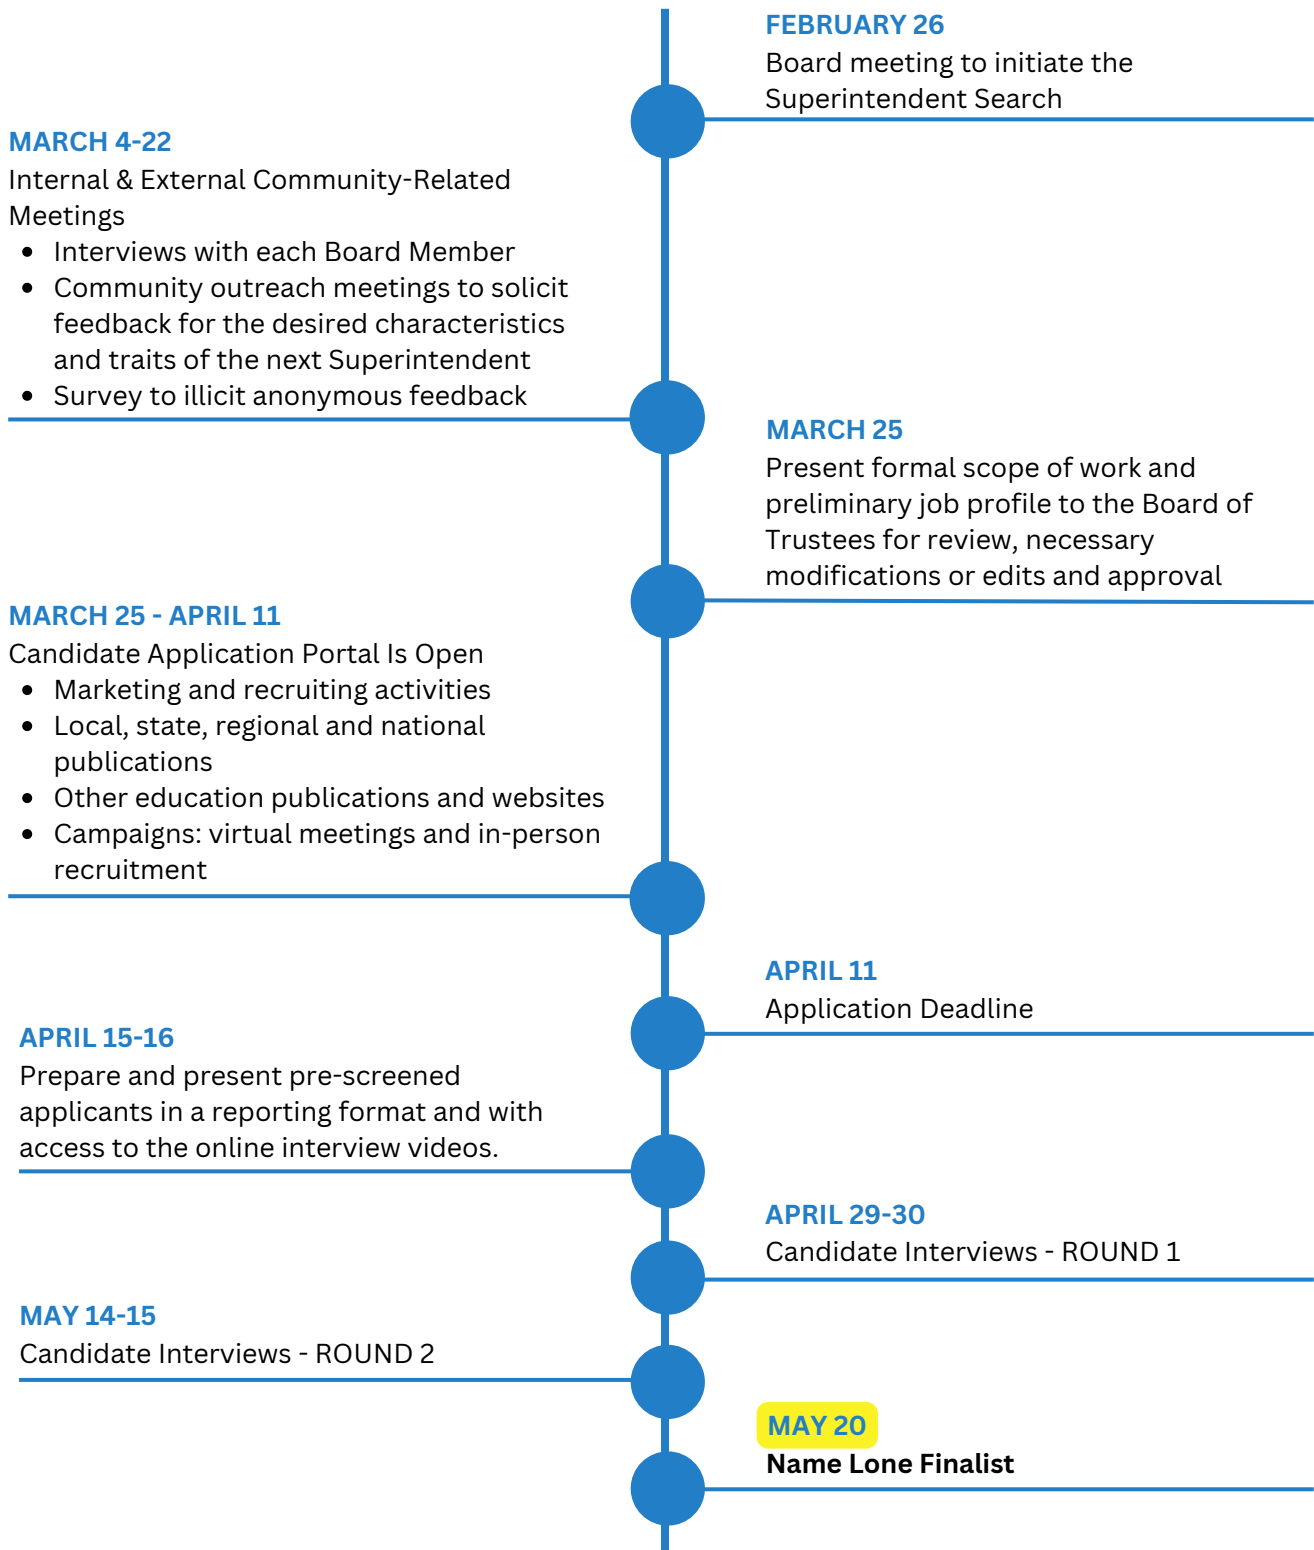 FEBRUARY 26
Board meeting to initiate the
Superintendent Search
MARCH 4-22
Internal & External Community-Related
Meetings
• Interviews with each Board Member
• Community outreach meetings to solicit
feedback for the desired characteristics
and traits of the next Superintendent
• Survey to illicit anonymous feedback
MARCH 25
Present formal scope of work and
preliminary job profile to the Board of
Trustees for review, necessary
modifications or edits and approval
MARCH 25 - APRIL 11
Candidate Application Portal Is Open
• Marketing and recruiting activities
• Local, state, regional and national
publications
• Other education publications and websites
• Campaigns: virtual meetings and in-person
recruitment
APRIL 11
Application Deadline
APRIL 15-16
Prepare and present pre-screened
applicants in a reporting format and with
access to the online interview videos.
APRIL 29-30
Candidate Interviews - ROUND 1
MAY 14-15
Candidate Interviews - ROUND 2
MAY 20
Name Lone Finalist